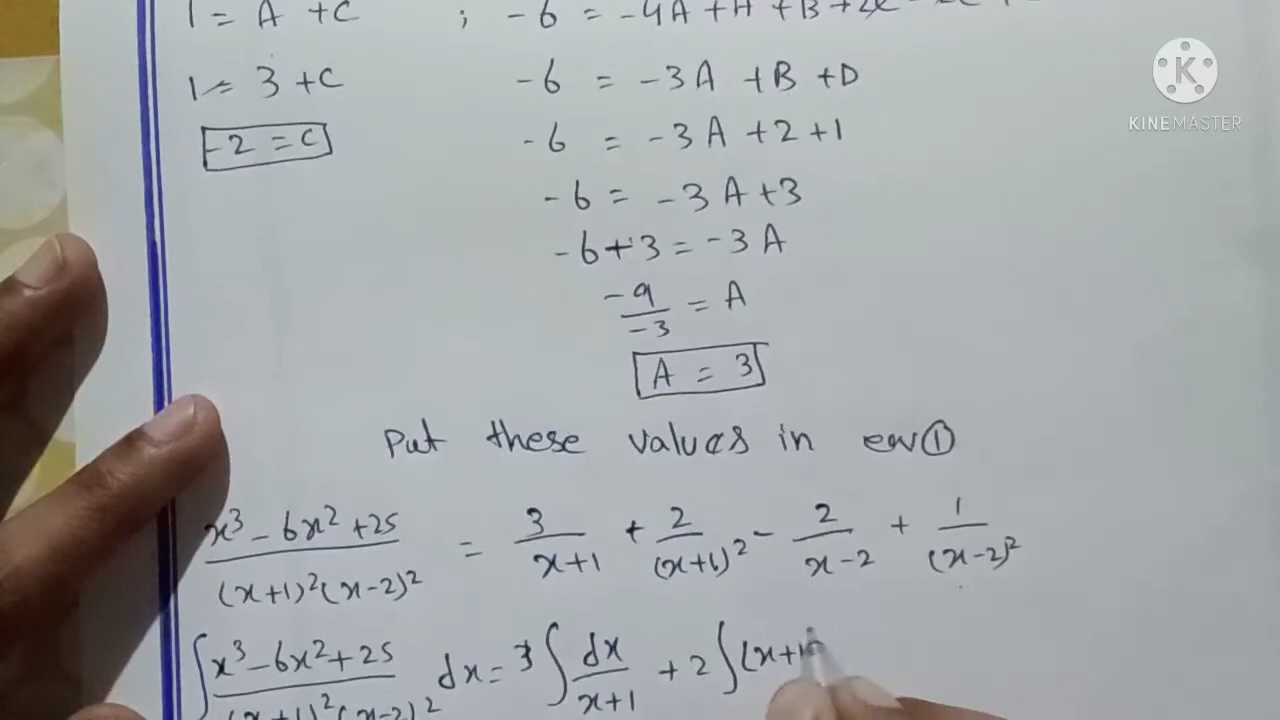 1 = A + C ; -6 = -4A + A + B +
1 = 3 + C -6 = -3A + B + D
-2 = C -6 = -3A + 2 + 1
-6 = -3A + 3
-6 + 3 = -3A
-9/-3 = A
A = 3
Put these values in eq ①
x³ - 6x² + 25 / (x+1)²(x-2)² = 3/(x+1) + 2/(x+1)² - 2/(x-2) + 1/(x-2)²
∫ x³ - 6x² + 25 / (x+1)²(x-2)² dx = 3 ∫ dx/(x+1) + 2 ∫ (x+1
K
KINEMASTER